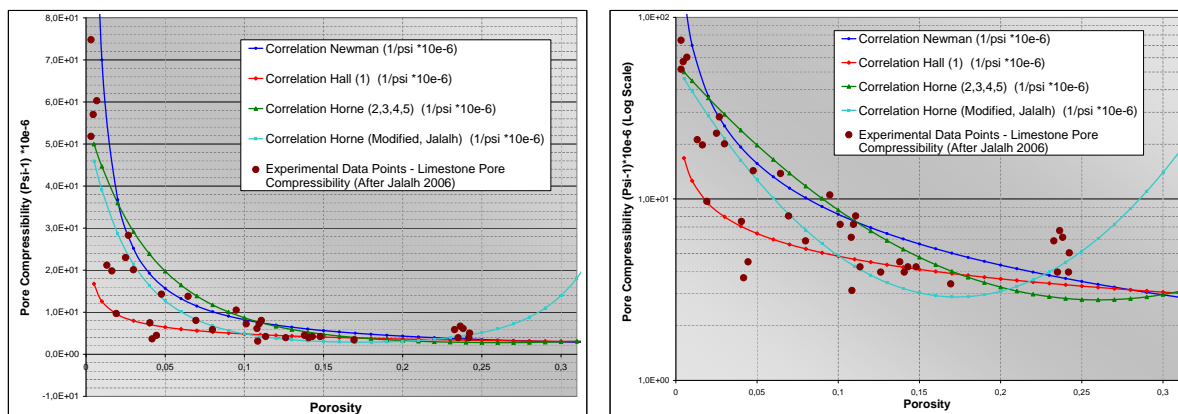 8,0E+01
7,0E+01
6,0E+01
5,0E+01
4,0E+01
3,0E+01
2,0E+01
1,0E+01
0,0E+00
-1,0E+01
Pore Compressibility (Psi-1) *10e-6
Correlation Newman (1/psi *10e-6)
Correlation Hall (1) (1/psi *10e-6)
Correlation Horne (2,3,4,5) (1/psi *10e-6)
Correlation Horne (Modified, Jalalh) (1/psi *10e-6)
Experimental Data Points - Limestone Pore
Compressibility (After Jalalh 2006)
0 0,05 0,1 0,15 0,2 0,25 0,3
Porosity
1,0E+02
1,0E+01
1,0E+00
Pore Compressibility (Psi-1)*10e-6 (Log Scale)
Correlation Newman (1/psi *10e-6)
Correlation Hall (1) (1/psi *10e-6)
Correlation Horne (2,3,4,5) (1/psi *10e-6)
Correlation Horne (Modified, Jalalh) (1/psi *10e-6)
Experimental Data Points - Limestone Pore
Compressibility (After Jalalh 2006)
0 0,05 0,1 0,15 0,2 0,25 0,3
Porosity